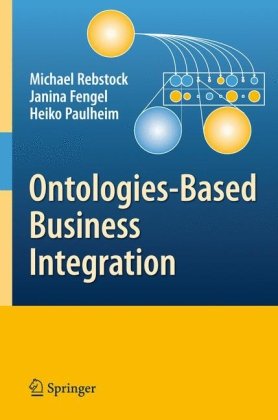 Michael Rebstock
Janina Fengel
Heiko Paulheim
Ontologies-Based
Business
Integration
Springer